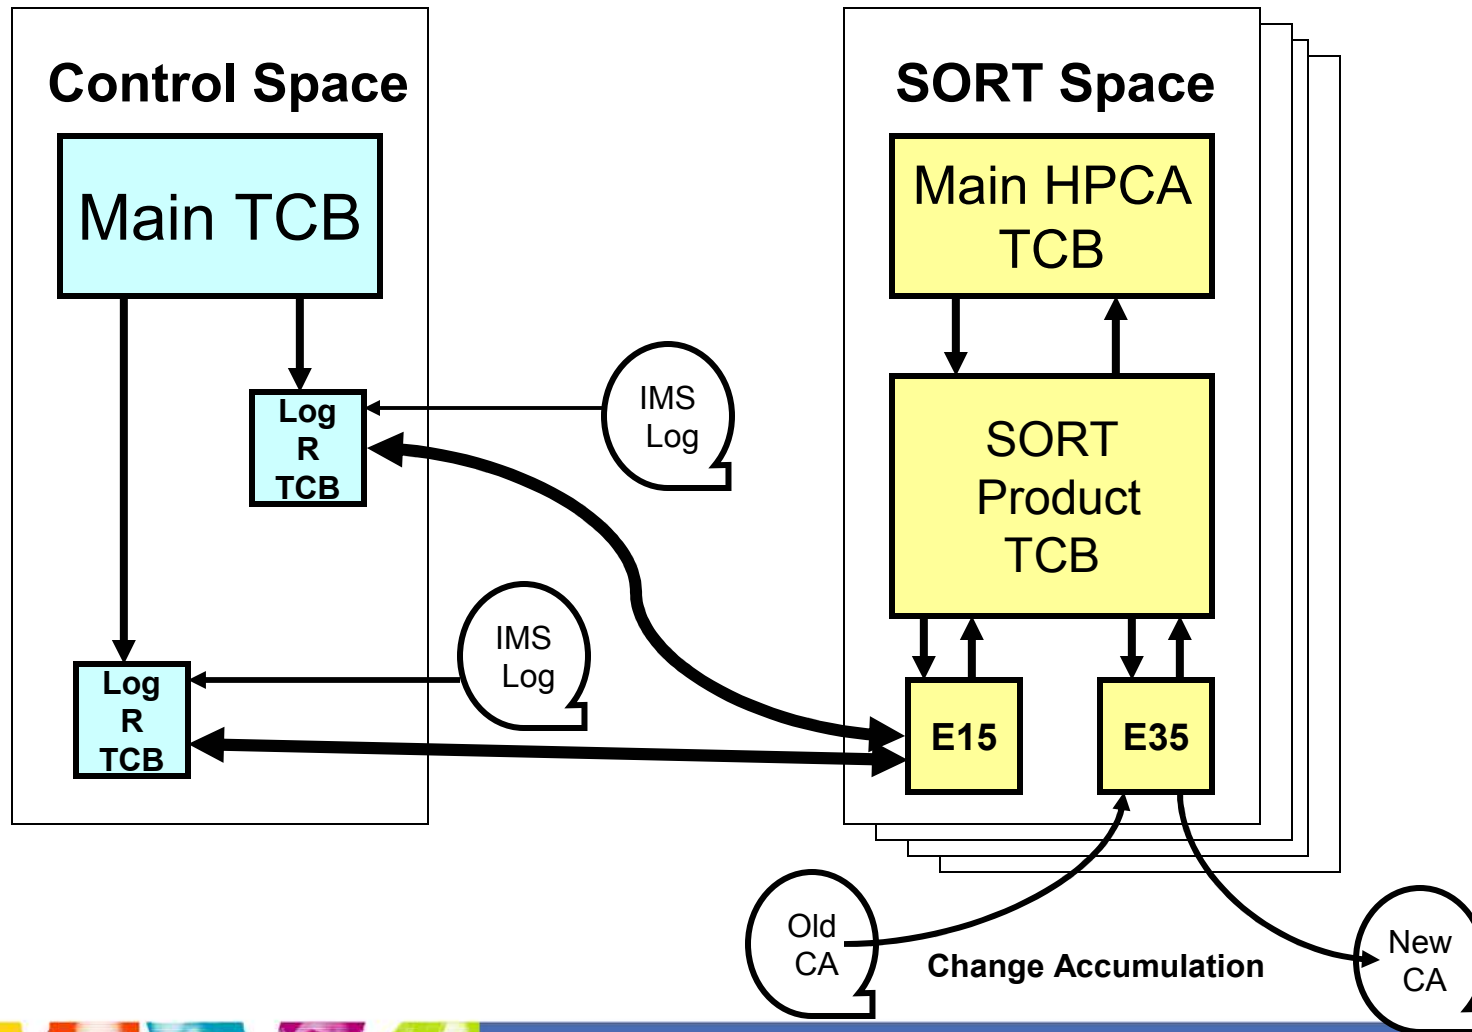 Control Space
Main TCB
Log
R
TCB
IMS
Log
IMS
Log
Log
R
TCB
SORT Space
Main HPCA
TCB
SORT
Product
TCB
E15
E35
Old
CA
Change Accumulation
New
CA